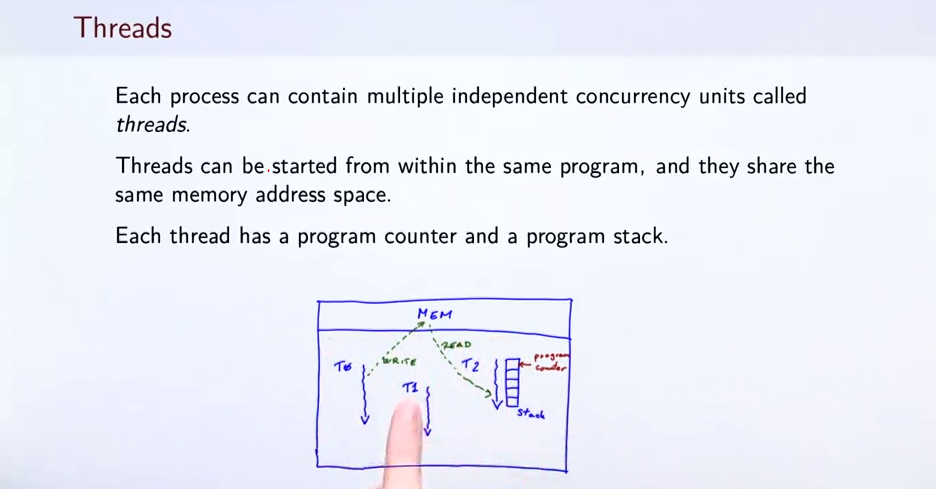 Threads
Each process can contain multiple independent concurrency units called
threads.
Threads can be started from within the same program, and they share the
same memory address space.
Each thread has a program counter and a program stack.
MEM
READ
WRITE
T0
T2
program
counter
T1
stack